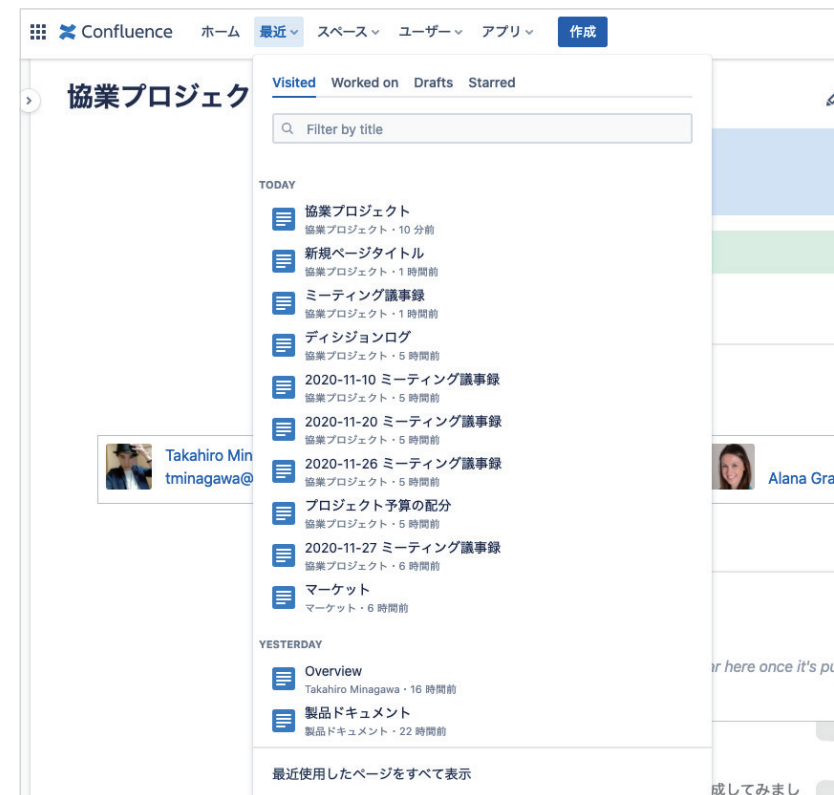 Confluence ホーム 最近 スペース ユーザー アプリ 作成
協業プロジェク
Visited Worked on Drafts Starred
Filter by title
TODAY
協業プロジェクト
協業プロジェクト・10 分前
新規ページタイトル
協業プロジェクト・1 時間前
ミーティング議事録
協業プロジェクト・1 時間前
ディシジョンログ
協業プロジェクト・5 時間前
2020-11-10 ミーティング議事録
協業プロジェクト・5 時間前
2020-11-20 ミーティング議事録
協業プロジェクト・5 時間前
2020-11-26 ミーティング議事録
協業プロジェクト・5 時間前
プロジェクト予算の配分
協業プロジェクト・5 時間前
2020-11-27 ミーティング議事録
協業プロジェクト・6 時間前
マーケット
マーケット・6 時間前
YESTERDAY
Overview
Takahiro Minagawa・16 時間前
製品ドキュメント
製品ドキュメント・22 時間前
最近使用したページをすべて表示
Takahiro Min
tminagawa@
Alana Gra
r here once it's pu
成してみまし